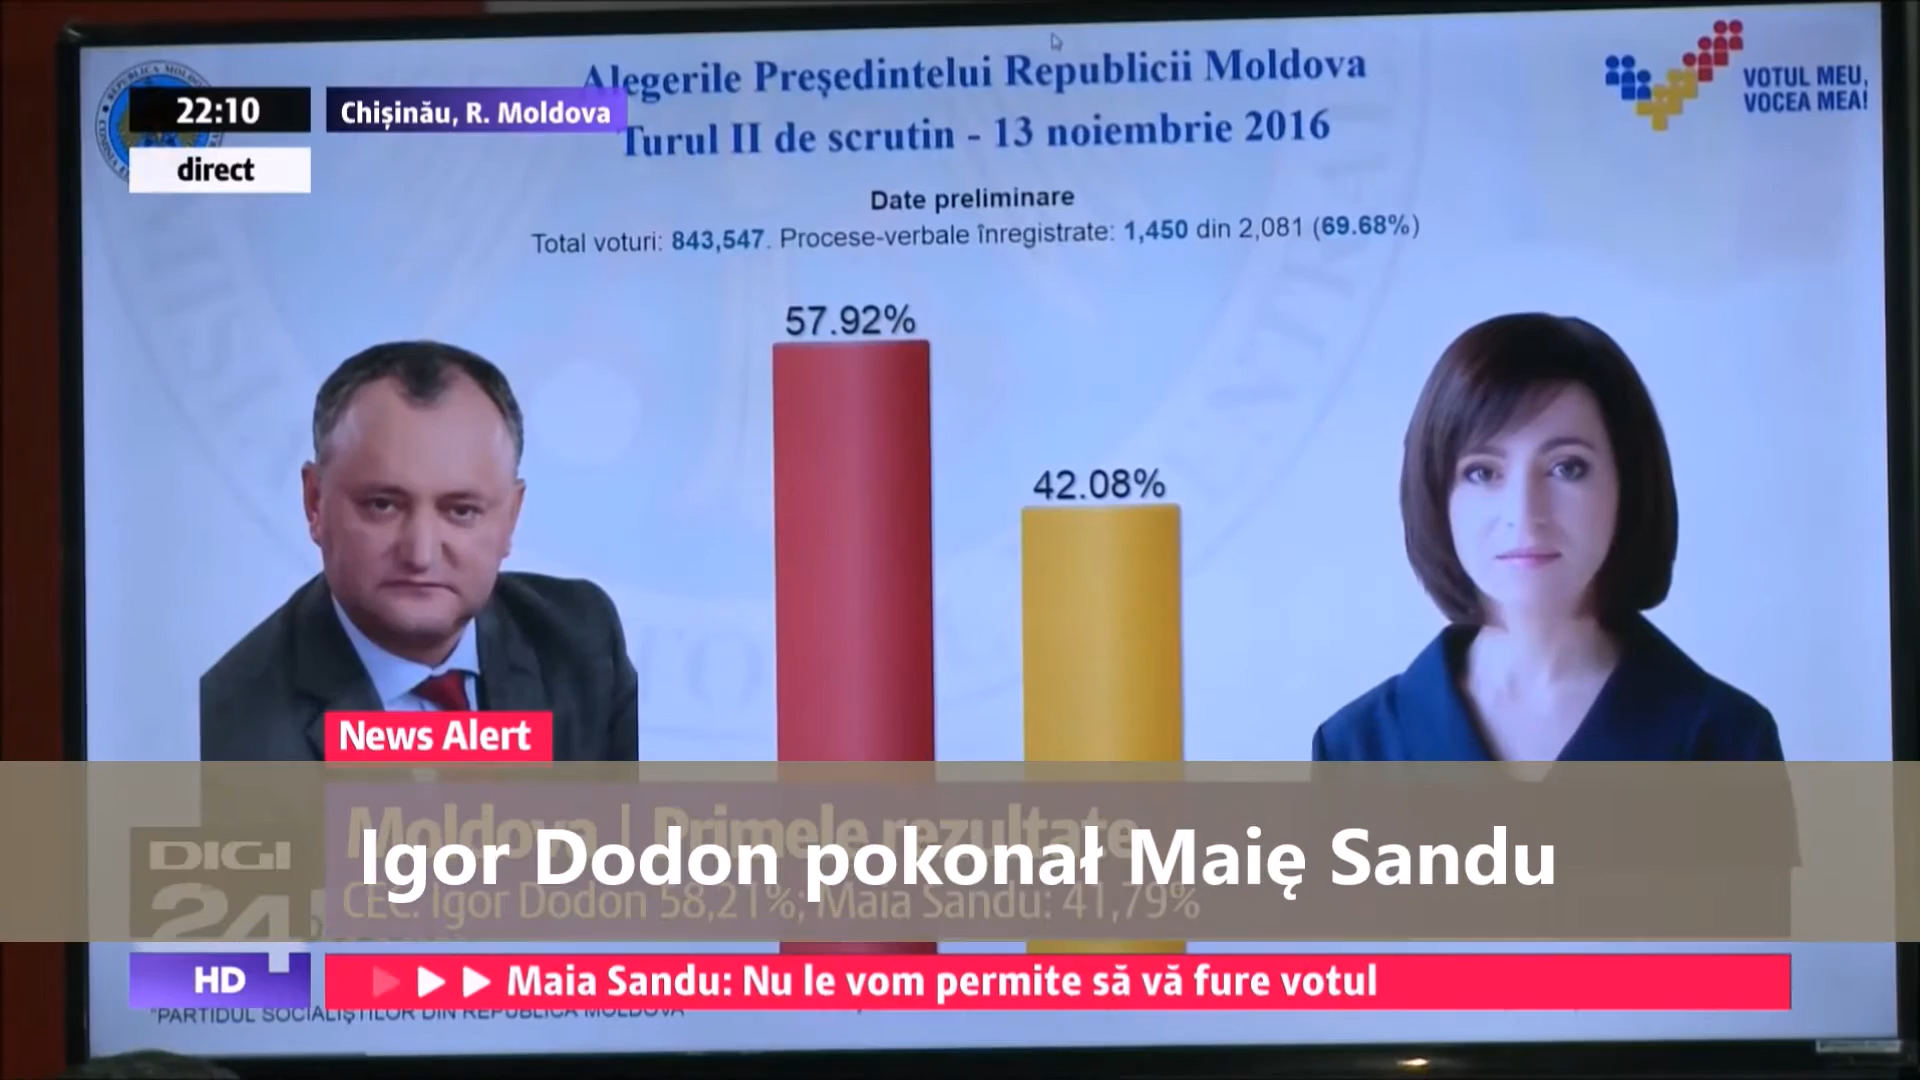 Alegerile Președintelui Republicii Moldova
Turul II de scrutin - 13 noiembrie 2016
VOTUL MEU,
VOCEA MEA!
22:10
Chișinău, R. Moldova
direct
Date preliminare
Total voturi: 843,547. Procese-verbale înregistrate: 1,450 din 2,081 (69.68%)
57.92%
42.08%
News Alert
Moldova | Primele rezultate
Igor Dodon pokonał Maię Sandu
CEC: Igor Dodon 58,21%; Maia Sandu: 41,79%
DIGI
24
HD
Maia Sandu: Nu le vom permite să vă fure votul
"PARTIDUL SOCIALIȘTILOR DIN REPUBLICA MOLDOVA"